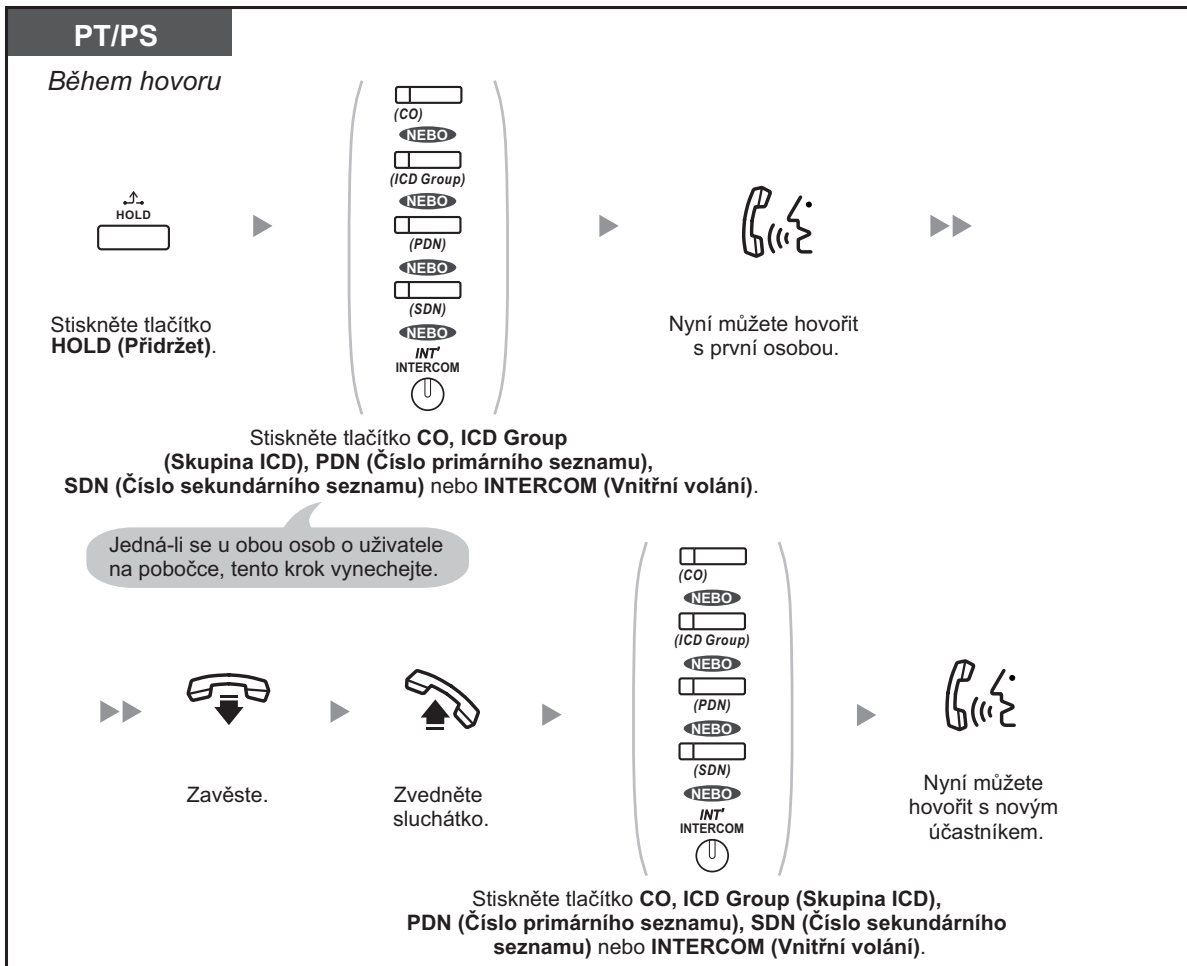 PT/PS
Během hovoru
HOLD
Stiskněte tlačítko
HOLD (Přidržet).
(CO)
NEBO
(ICD Group)
NEBO
(PDN)
NEBO
(SDN)
NEBO
INT'
INTERCOM
Stiskněte tlačítko CO, ICD Group
(Skupina ICD), PDN (Číslo primárního seznamu),
SDN (Číslo sekundárního seznamu) nebo INTERCOM (Vnitřní volání).
Nyní můžete hovořit
s první osobou.
Jedná-li se u obou osob o uživatele
na pobočce, tento krok vynechejte.
Zavěste.
Zvedněte
sluchátko.
(CO)
NEBO
(ICD Group)
NEBO
(PDN)
NEBO
(SDN)
NEBO
INT'
INTERCOM
Stiskněte tlačítko CO, ICD Group (Skupina ICD),
PDN (Číslo primárního seznamu), SDN (Číslo sekundárního
seznamu) nebo INTERCOM (Vnitřní volání).
Nyní můžete
hovořit s novým
účastníkem.